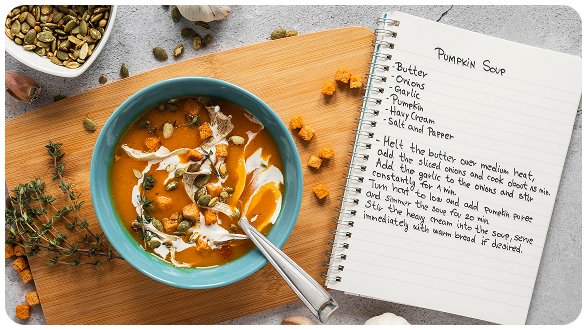 Pumpkin Soup
- Butter
- Onions
- Garlic
- Pumpkin
- Havy Cream
- Salt and Papper
- Melt the butter over medium heat,
add the sliced onions and cook about 15 min.
Add the garlic to the onions and stir
constantly for 1 min.
Turn heat to low and add pumpkin puree
and simmer the soup for 20 min.
Stir the heavy cream into the soup, serve
immediately with warm bread if desired.